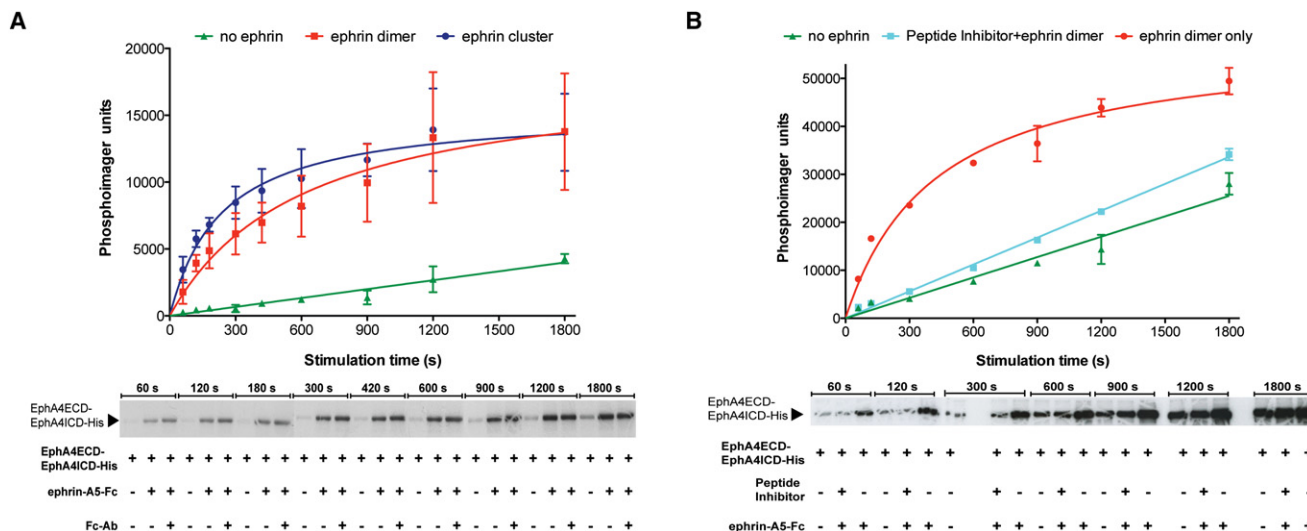 A
no ephrin ephrin dimer ephrin cluster
20000
15000
10000
5000
0
Phosphoimager units
0 300 600 900 1200 1500 1800
Stimulation time (s)
60 s 120 s 180 s 300 s 420 s 600 s 900 s 1200 s 1800 s
EphA4ECD-
EphA4ICD-His
EphA4ECD-
EphA4ICD-His + + + + + + + + + + + + + + + + + + + + + + + + + + +
ephrin-A5-Fc - + + - + + - + + - + + - + + - + + - + + - + + - + +
Fc-Ab - - + - - + - - + - - + - - + - - + - - + - - + - - +
B
no ephrin Peptide Inhibitor+ephrin dimer ephrin dimer only
50000
40000
30000
20000
10000
0
Phosphoimager units
0 300 600 900 1200 1500 1800
Stimulation time (s)
60 s 120 s 300 s 600 s 900 s 1200 s 1800 s
EphA4ECD-
EphA4ICD-His
EphA4ECD-
EphA4ICD-His
Peptide
Inhibitor
ephrin-A5-Fc